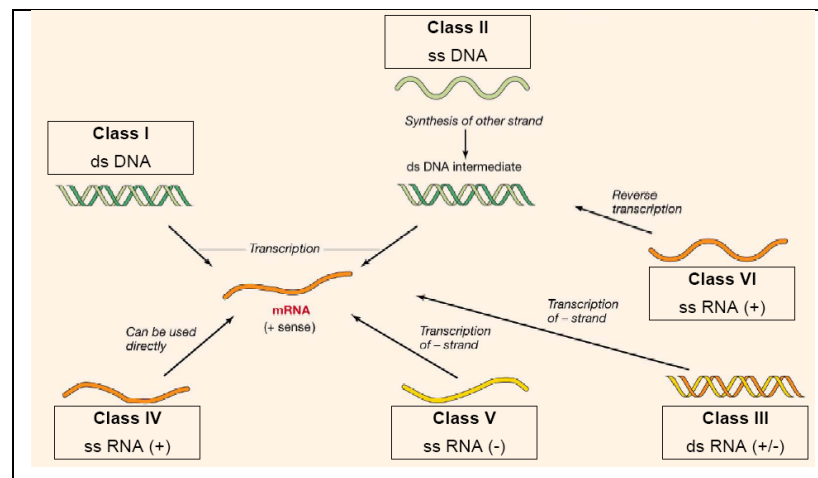 Class II
ss DNA
Synthesis of other strand
Class I
ds DNA
ds DNA intermediate
Reverse
transcription
Transcription
Class VI
ss RNA (+)
mRNA
(+ sense)
Can be used
directly
Transcription
of – strand
Transcription
of – strand
Class IV
ss RNA (+)
Class V
ss RNA (-)
Class III
ds RNA (+/-)